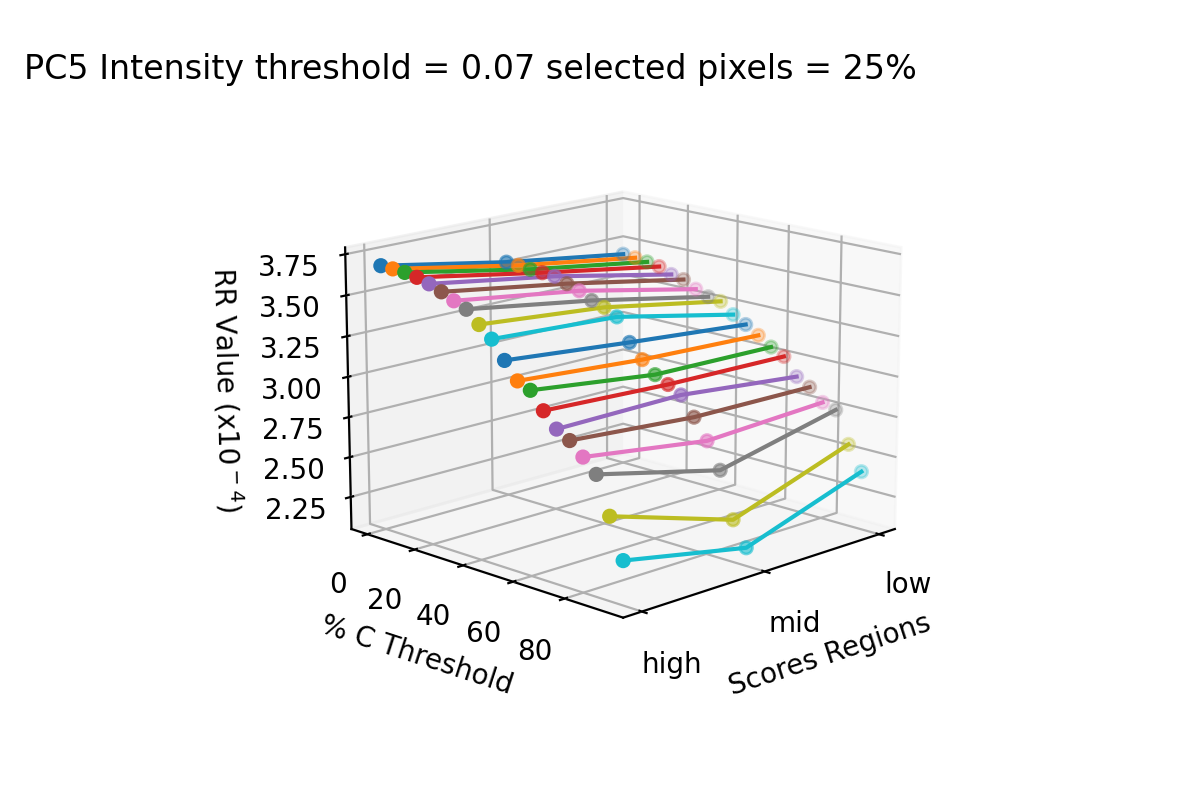 PC5 Intensity threshold = 0.07 selected pixels = 25%
3.75
3.50
3.25
3.00
2.75
2.50
2.25
RR Value (x10⁻⁴)
0
20
40
60
80
% C Threshold
high
mid
low
Scores Regions